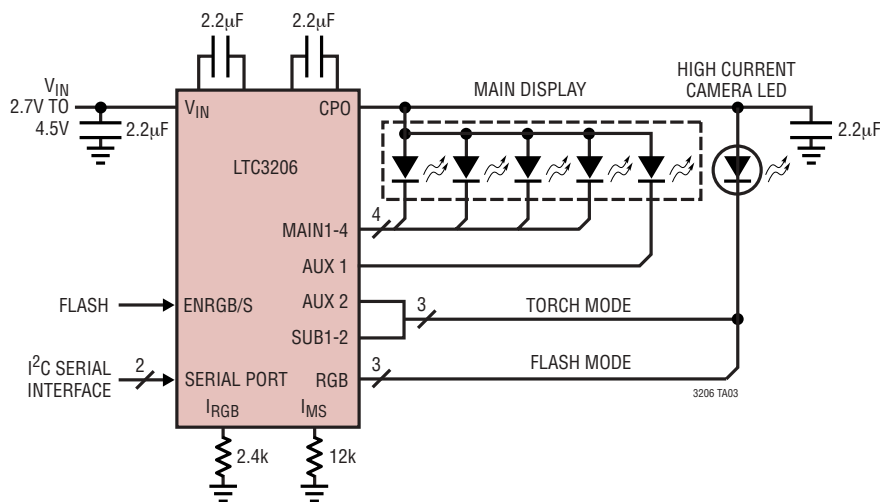 2.2µF
2.2µF
V_IN
2.7V TO
4.5V
2.2µF
V_IN
CPO
MAIN DISPLAY
HIGH CURRENT
CAMERA LED
2.2µF
LTC3206
4
MAIN1-4
AUX 1
FLASH
ENRGB/S
AUX 2
3
TORCH MODE
SUB1-2
I²C SERIAL
INTERFACE
2
SERIAL PORT
RGB
3
FLASH MODE
3206 TA03
I_RGB
I_MS
2.4k
12k